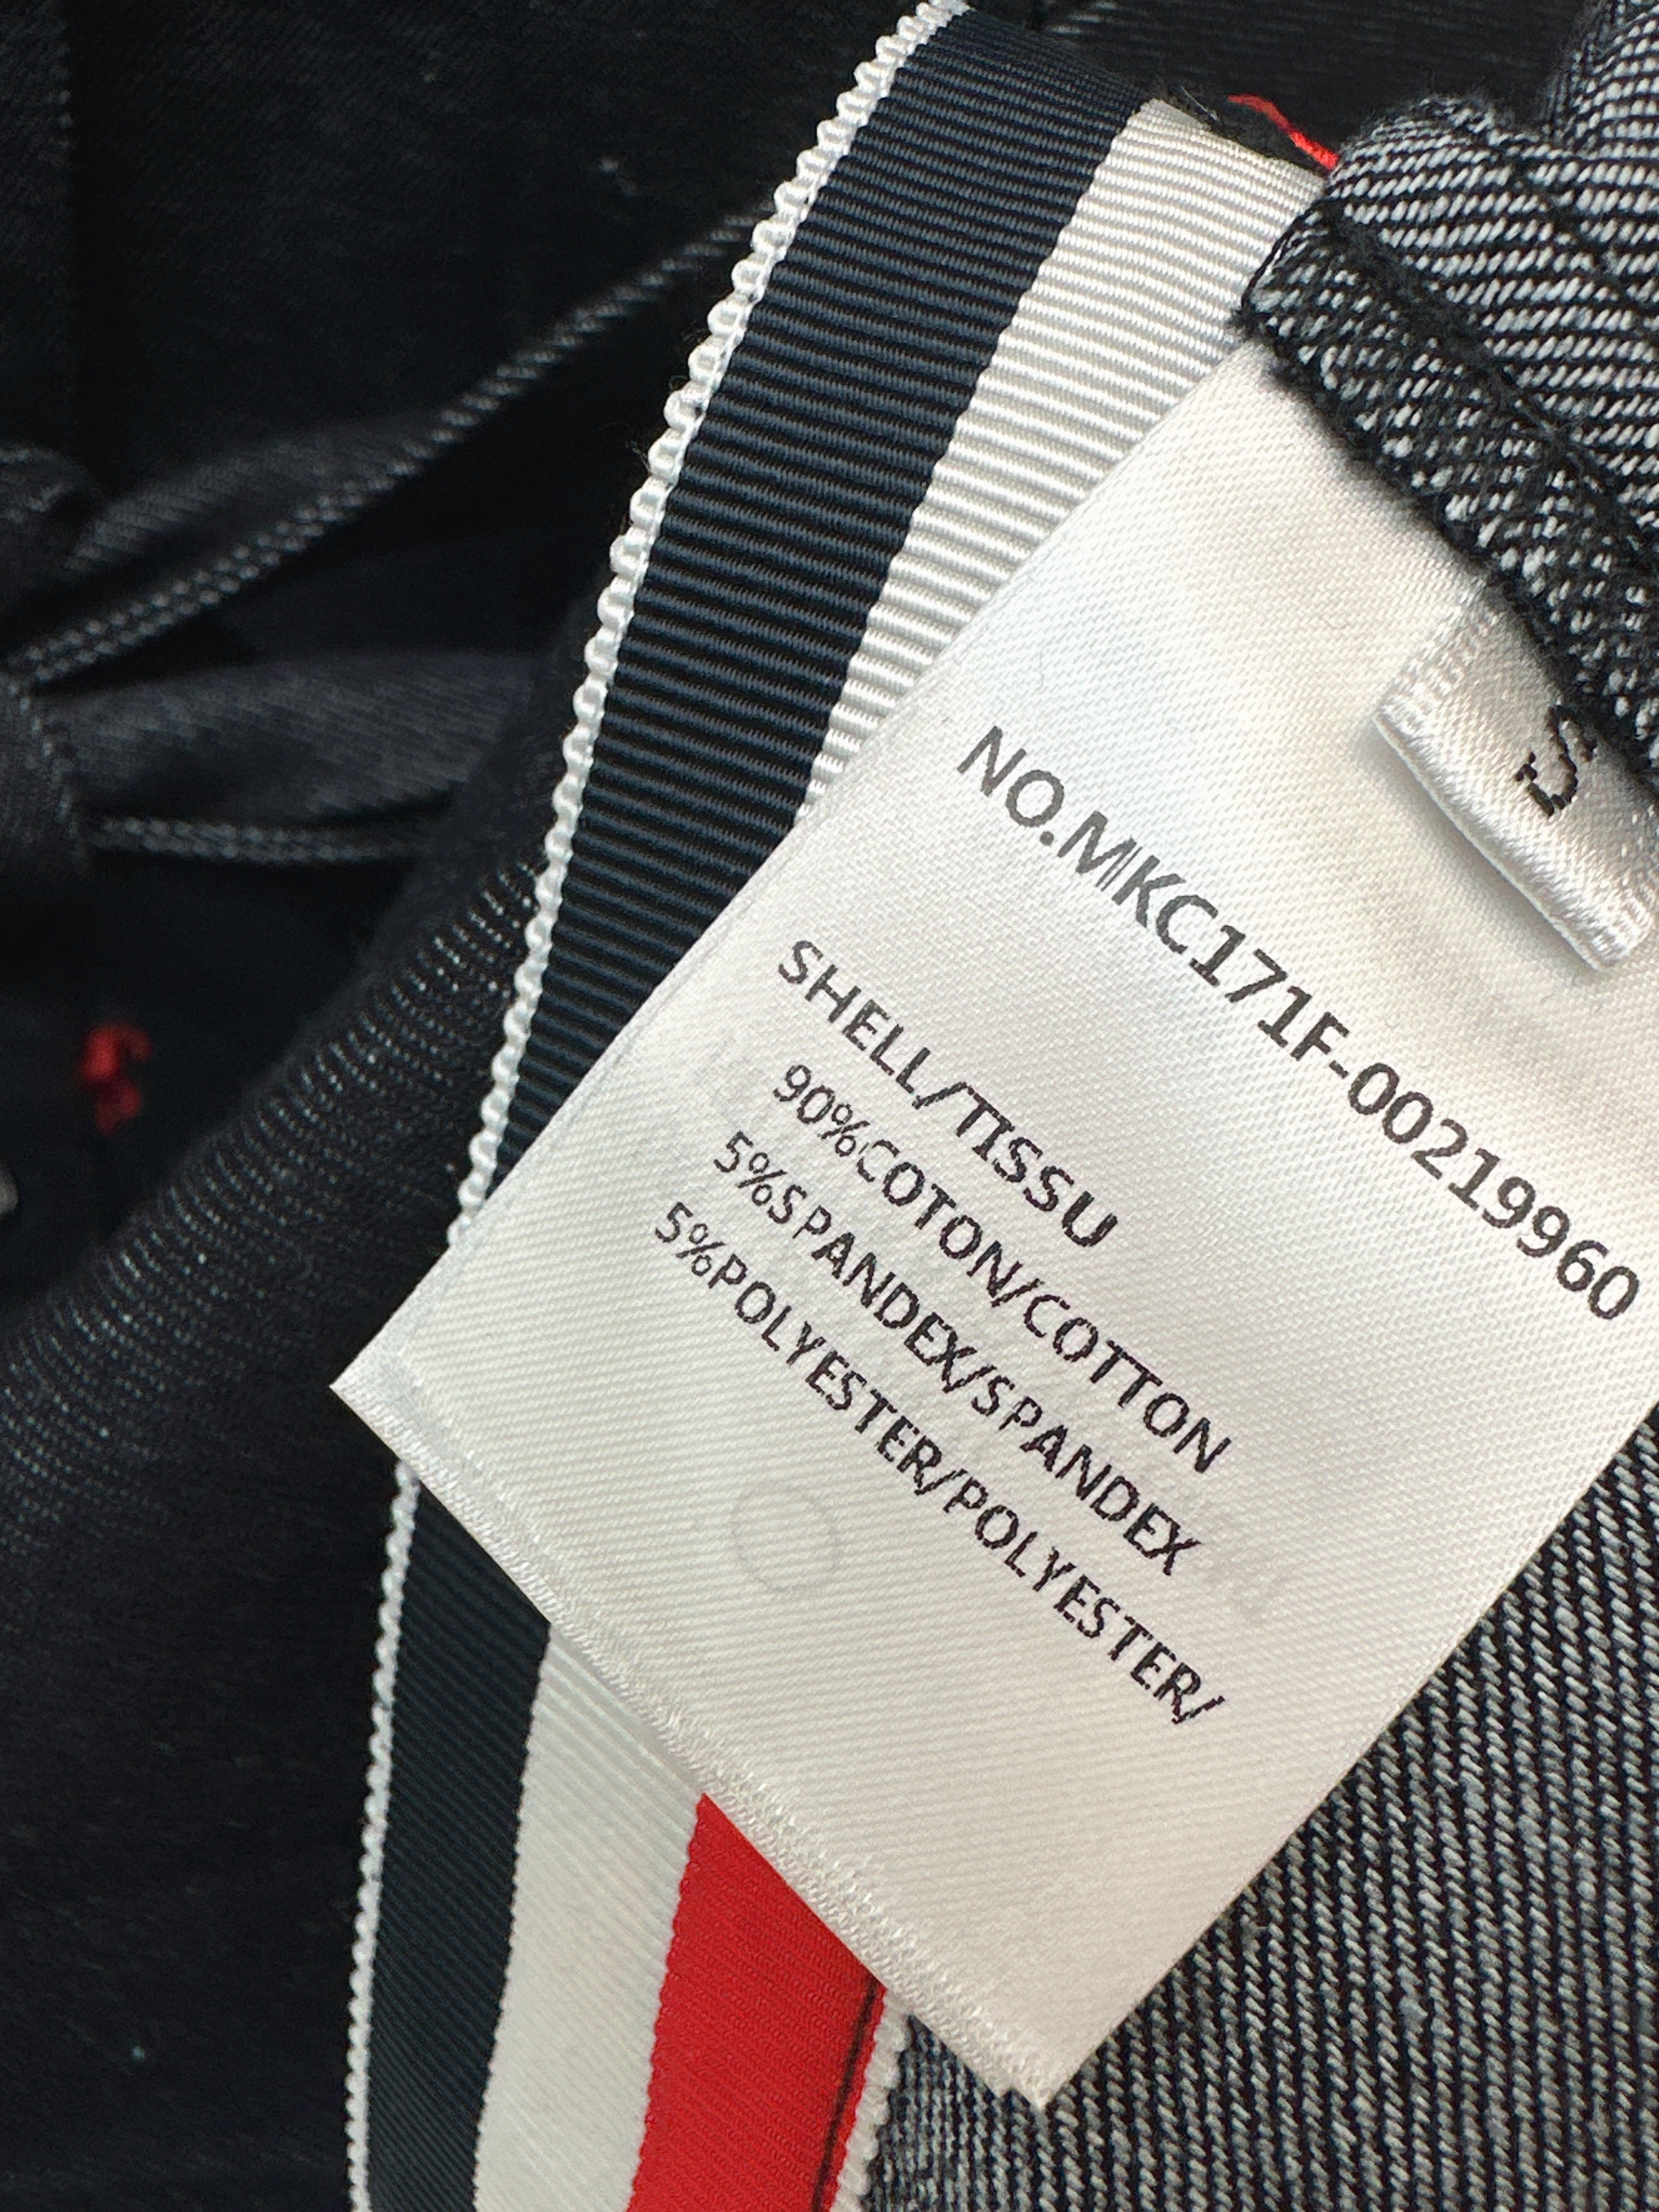 S
NO.MKC171F-00219960
SHELL/TISSU
90%COTON/COTTON
5%SPANDEX/SPANDEX
5%POLYESTER/POLYESTER/